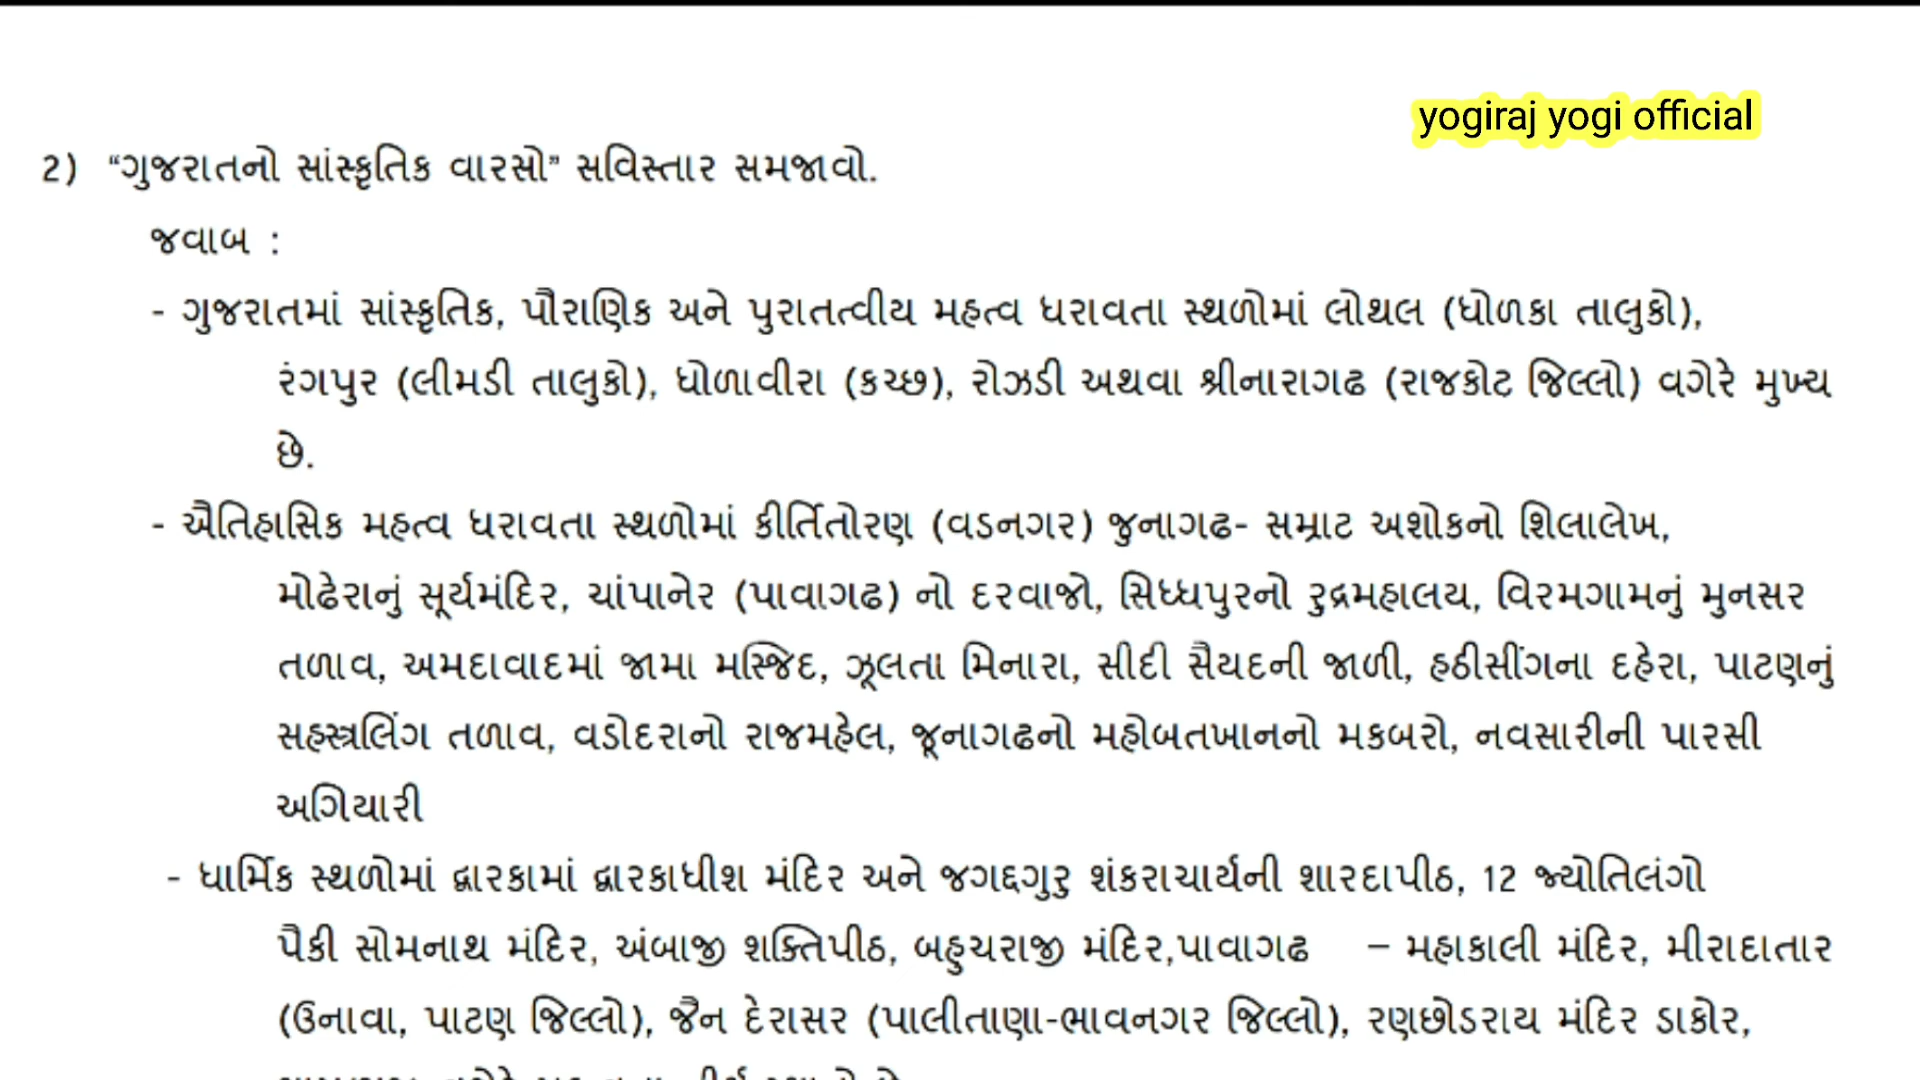 yogiraj yogi official
2) “ગુજરાતનો સાંસ્કૃતિક વારસો” સવિસ્તાર સમજાવો.
જવાબ :
- ગુજરાતમાં સાંસ્કૃતિક, પૌરાણિક અને પુરાતત્વીય મહત્વ ધરાવતા સ્થળોમાં લોથલ (ધોળકા તાલુકો),
રંગપુર (લીમડી તાલુકો), ધોળાવીરા (કચ્છ), રોઝડી અથવા શ્રીનારાગઢ (રાજકોટ જિલ્લો) વગેરે મુખ્ય
છે.
- ઐતિહાસિક મહત્વ ધરાવતા સ્થળોમાં કીર્તિતોરણ (વડનગર) જુનાગઢ- સમ્રાટ અશોકનો શિલાલેખ,
મોઢેરાનું સૂર્યમંદિર, ચાંપાનેર (પાવાગઢ) નો દરવાજો, સિધ્ધપુરનો રુદ્રમહાલય, વિરમગામનું મુનસર
તળાવ, અમદાવાદમાં જામા મસ્જિદ, ઝૂલતા મિનારા, સીદી સૈયદની જાળી, હઠીસીંગના દહેરા, પાટણનું
સહસ્ત્રલિંગ તળાવ, વડોદરાનો રાજમહેલ, જૂનાગઢનો મહોબતખાનનો મકબરો, નવસારીની પારસી
અગિયારી
- ધાર્મિક સ્થળોમાં દ્વારકામાં દ્વારકાધીશ મંદિર અને જગદ્દગુરુ શંકરાચાર્યની શારદાપીઠ, 12 જ્યોતિલંગો
પૈકી સોમનાથ મંદિર, અંબાજી શક્તિપીઠ, બહુચરાજી મંદિર,પાવાગઢ – મહાકાલી મંદિર, મીરાદાતાર
(ઉનાવા, પાટણ જિલ્લો), જૈન દેરાસર (પાલીતાણા-ભાવનગર જિલ્લો), રણછોડરાય મંદિર ડાકોર,